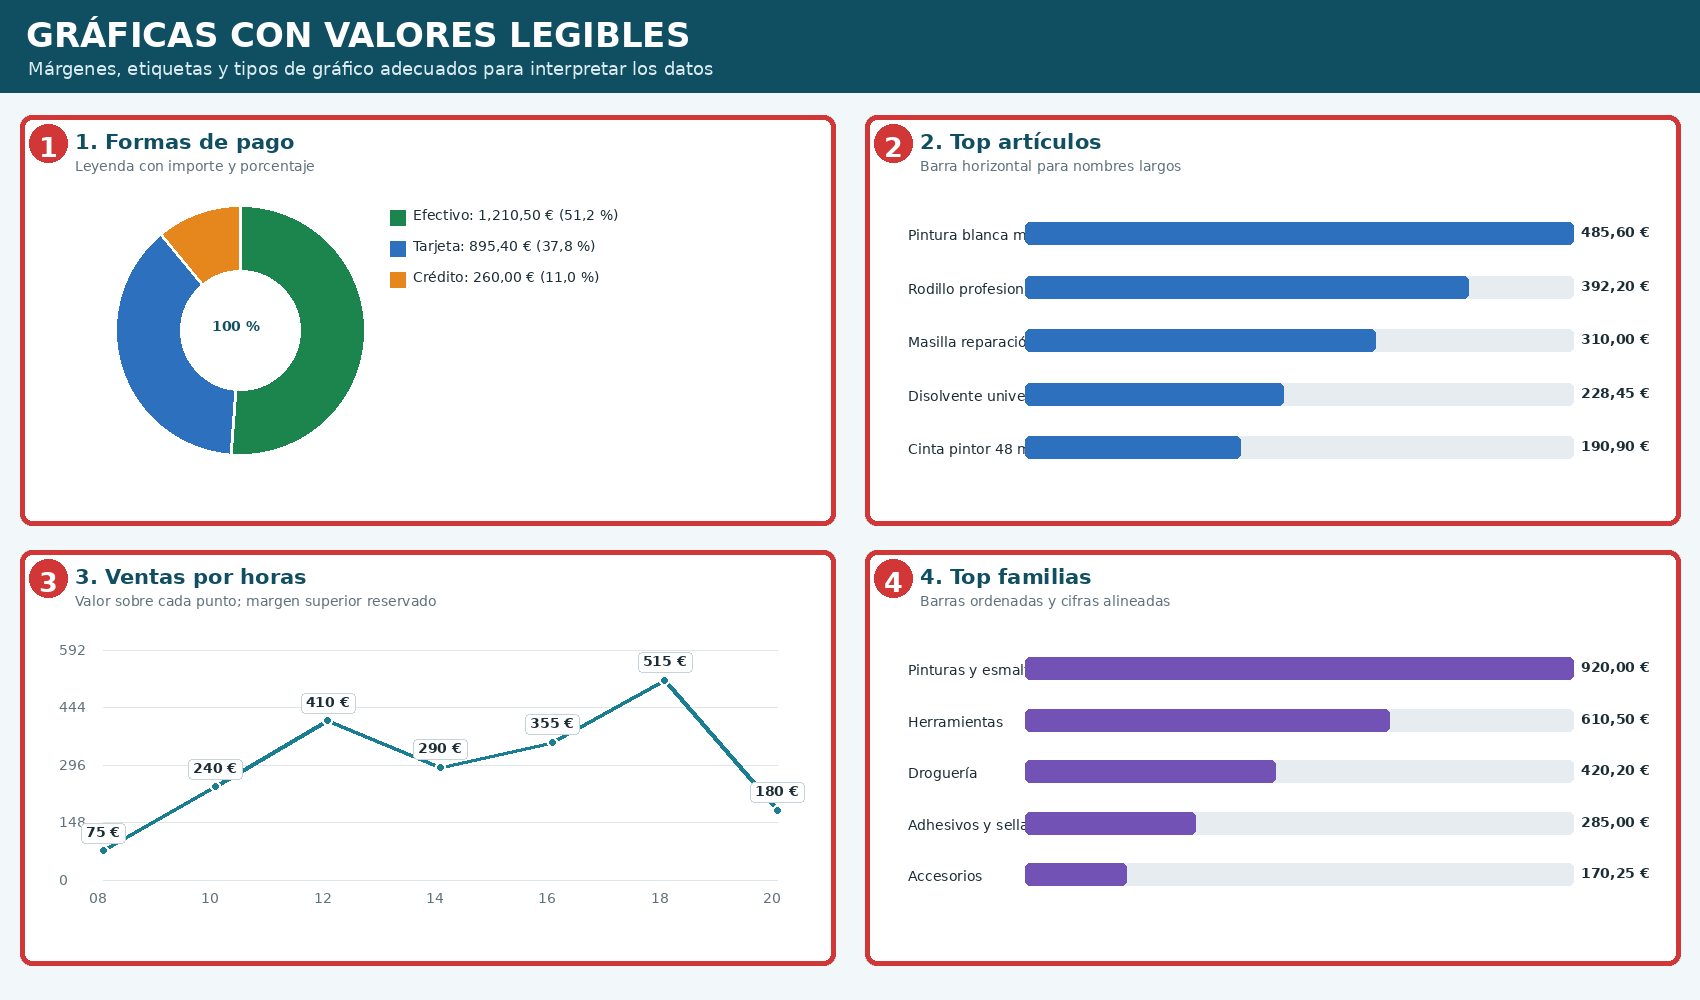 GRÁFICAS CON VALORES LEGIBLES
Márgenes, etiquetas y tipos de gráfico adecuados para interpretar los datos
1
1. Formas de pago
Leyenda con importe y porcentaje
Efectivo: 1,210,50 € (51,2 %)
Tarjeta: 895,40 € (37,8 %)
Crédito: 260,00 € (11,0 %)
100 %
2
2. Top artículos
Barra horizontal para nombres largos
Pintura blanca m 485,60 €
Rodillo profesion 392,20 €
Masilla reparació 310,00 €
Disolvente unive 228,45 €
Cinta pintor 48 m 190,90 €
3
3. Ventas por horas
Valor sobre cada punto; margen superior reservado
592
444
296
148
0
75 €
240 €
410 €
290 €
355 €
515 €
180 €
08 10 12 14 16 18 20
4
4. Top familias
Barras ordenadas y cifras alineadas
Pinturas y esmal 920,00 €
Herramientas 610,50 €
Droguería 420,20 €
Adhesivos y sella 285,00 €
Accesorios 170,25 €